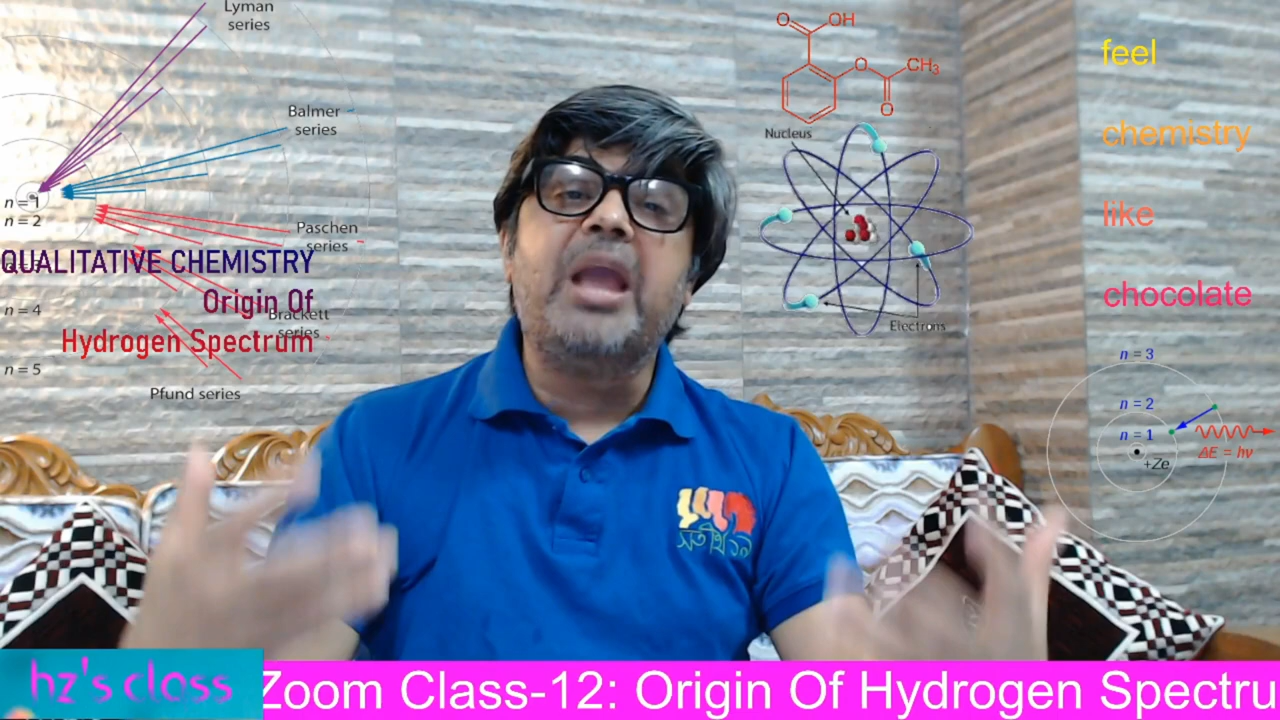 Lyman
series
Balmer
series
n = 1
n = 2
Paschen
series
QUALITATIVE CHEMISTRY
Origin Of
Hydrogen Spectrum
n = 4
Brackett
series
n = 5
Pfund series
O
OH
O
CH3
O
Nucleus
Electrons
feel
chemistry
like
chocolate
n = 3
n = 2
n = 1
+Ze
ΔE = hν
সতীর্থ ১৯
hz's class
Zoom Class-12: Origin Of Hydrogen Spectru